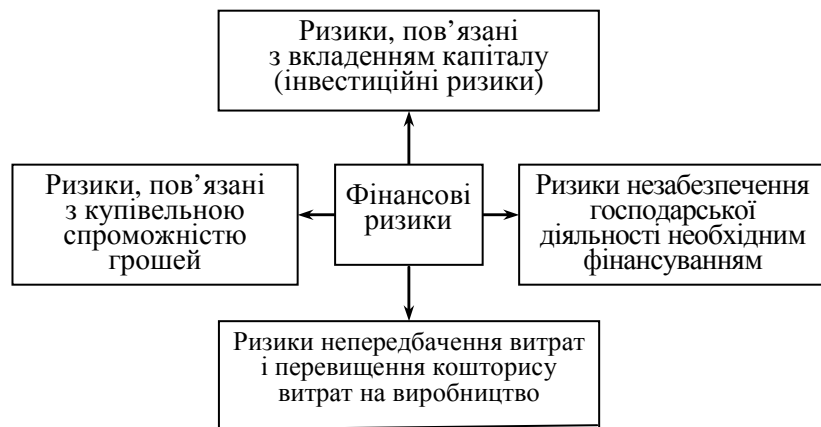 Ризики, пов’язані
з вкладенням капіталу
(інвестиційні ризики)
Ризики, пов’язані
з купівельною
спроможністю
грошей
Фінансові
ризики
Ризики незабезпечення
господарської
діяльності необхідним
фінансуванням
Ризики непередбачення витрат
і перевищення кошторису
витрат на виробництво